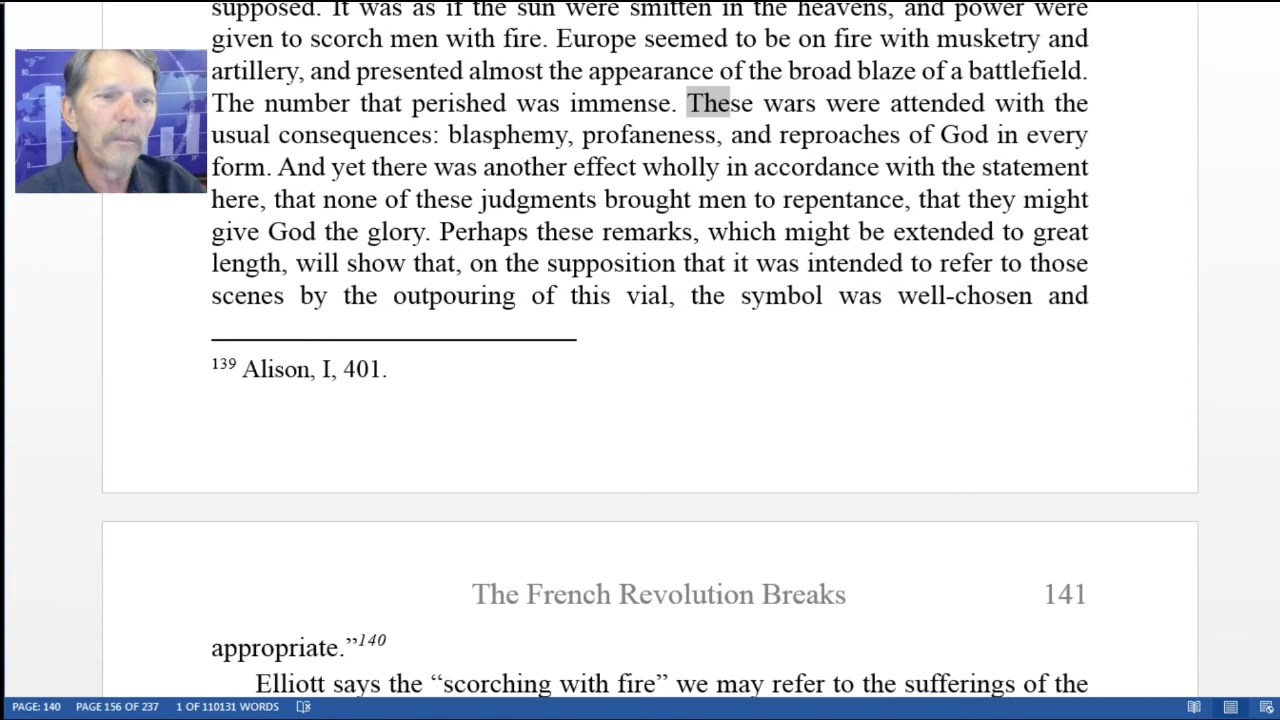 supposed. It was as if the sun were smitten in the heavens, and power were
given to scorch men with fire. Europe seemed to be on fire with musketry and
artillery, and presented almost the appearance of the broad blaze of a battlefield.
The number that perished was immense. These wars were attended with the
usual consequences: blasphemy, profaneness, and reproaches of God in every
form. And yet there was another effect wholly in accordance with the statement
here, that none of these judgments brought men to repentance, that they might
give God the glory. Perhaps these remarks, which might be extended to great
length, will show that, on the supposition that it was intended to refer to those
scenes by the outpouring of this vial, the symbol was well-chosen and
139 Alison, I, 401.
The French Revolution Breaks 141
appropriate.”140
Elliott says the “scorching with fire” we may refer to the sufferings of the
PAGE: 140 PAGE 156 OF 237 1 OF 110131 WORDS